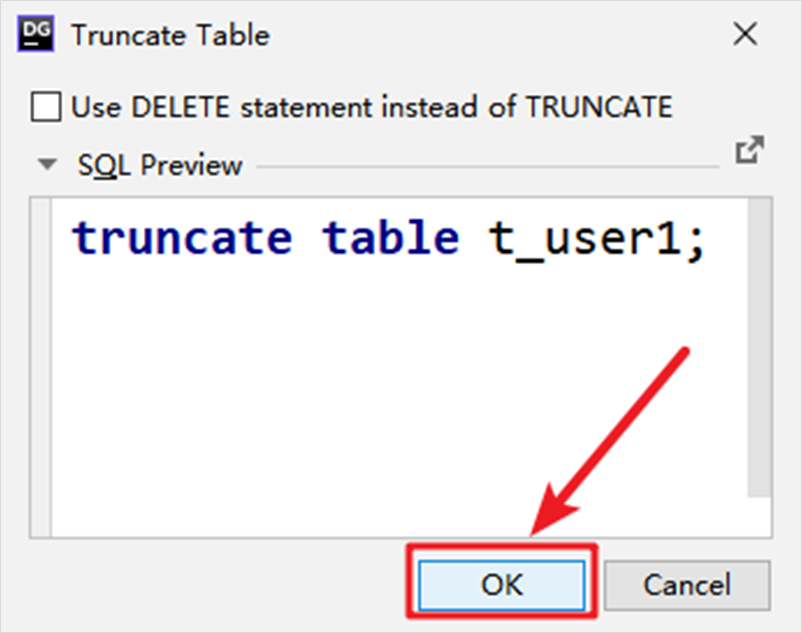 DG Truncate Table
Use DELETE statement instead of TRUNCATE
SQL Preview
truncate table t_user1;
OK Cancel